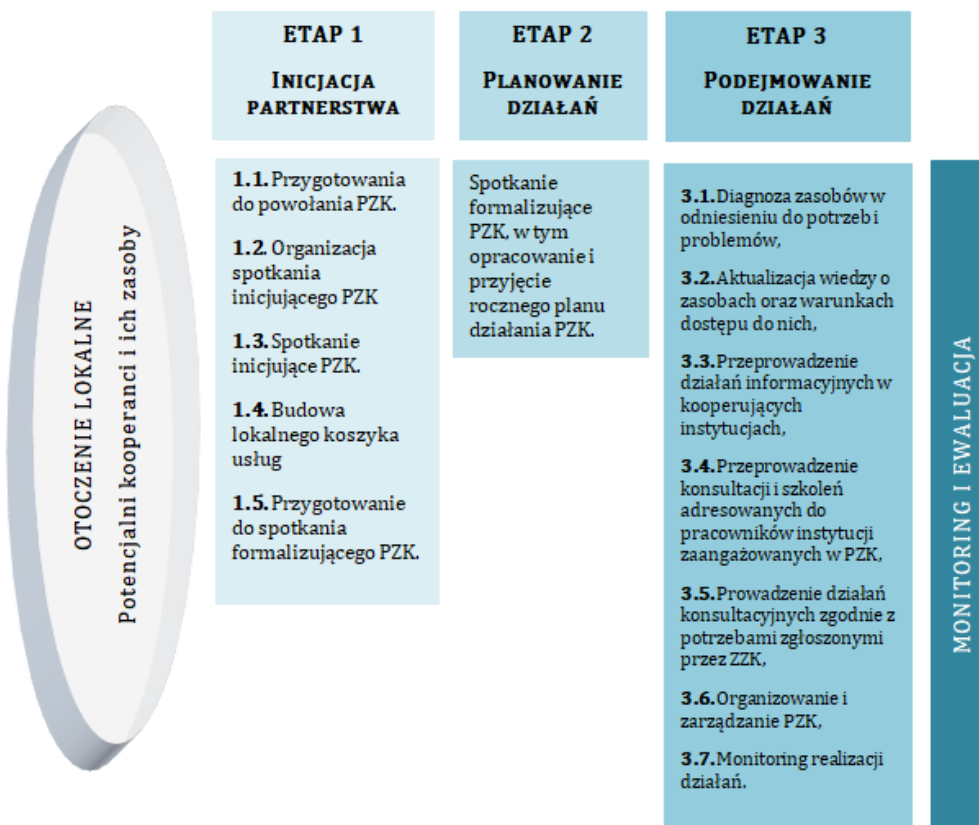 OTOCZENIE LOKALNE
Potencjalni kooperanci i ich zasoby
ETAP 1
INICJACJA
PARTNERSTWA
1.1. Przygotowania
do powołania PZK.
1.2. Organizacja
spotkania
inicjującego PZK
1.3. Spotkanie
inicjujące PZK.
1.4. Budowa
lokalnego koszyka
usług
1.5. Przygotowanie
do spotkania
formalizującego PZK.
ETAP 2
PLANOWANIE
DZIAŁAŃ
Spotkanie
formalizujące
PZK, w tym
opracowanie i
przyjęcie
rocznego planu
działania PZK.
ETAP 3
PODEJMOWANIE
DZIAŁAŃ
3.1. Diagnoza zasobów w
odniesieniu do potrzeb i
problemów,
3.2. Aktualizacja wiedzy o
zasobach oraz warunkach
dostępu do nich,
3.3. Przeprowadzenie
działań informacyjnych w
kooperujących
instytucjach,
3.4. Przeprowadzenie
konsultacji i szkoleń
adresowanych do
pracowników instytucji
zaangażowanych w PZK,
3.5. Prowadzenie działań
konsultacyjnych zgodnie z
potrzebami zgłoszonymi
przez ZZK,
3.6. Organizowanie i
zarządzanie PZK,
3.7. Monitoring realizacji
działań.
MONITORING I EWALUACJA